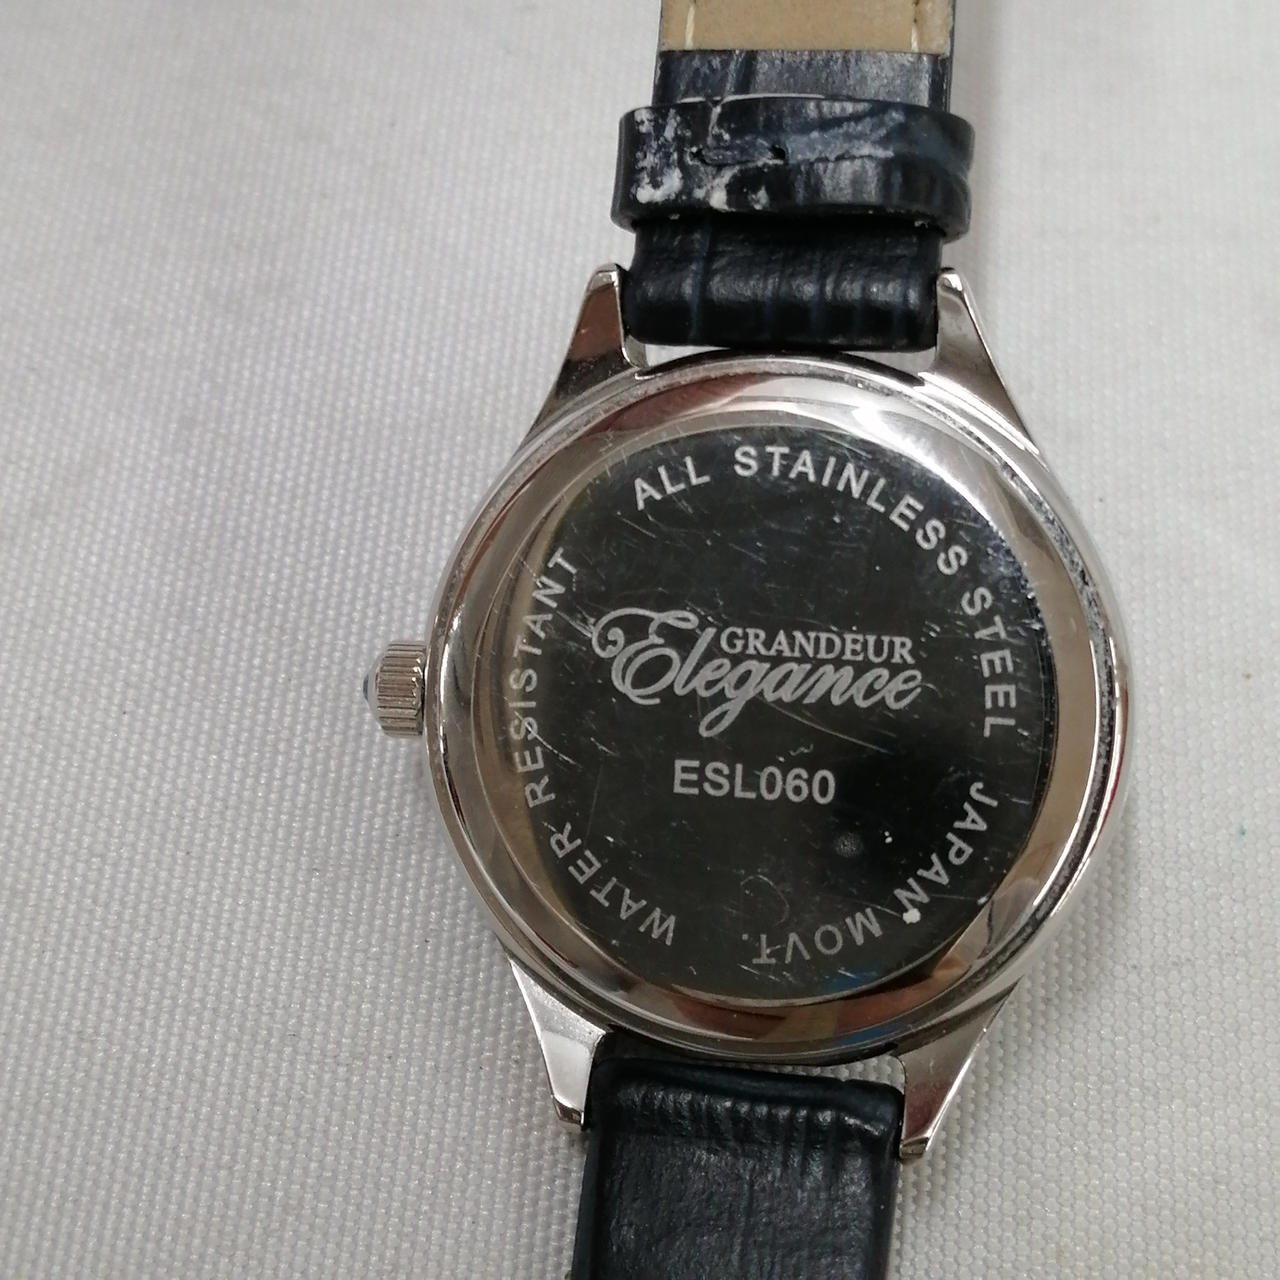 ALL STAINLESS STEEL JAPAN MOVT. WATER RESISTANT
GRANDEUR
Elegance
ESL060